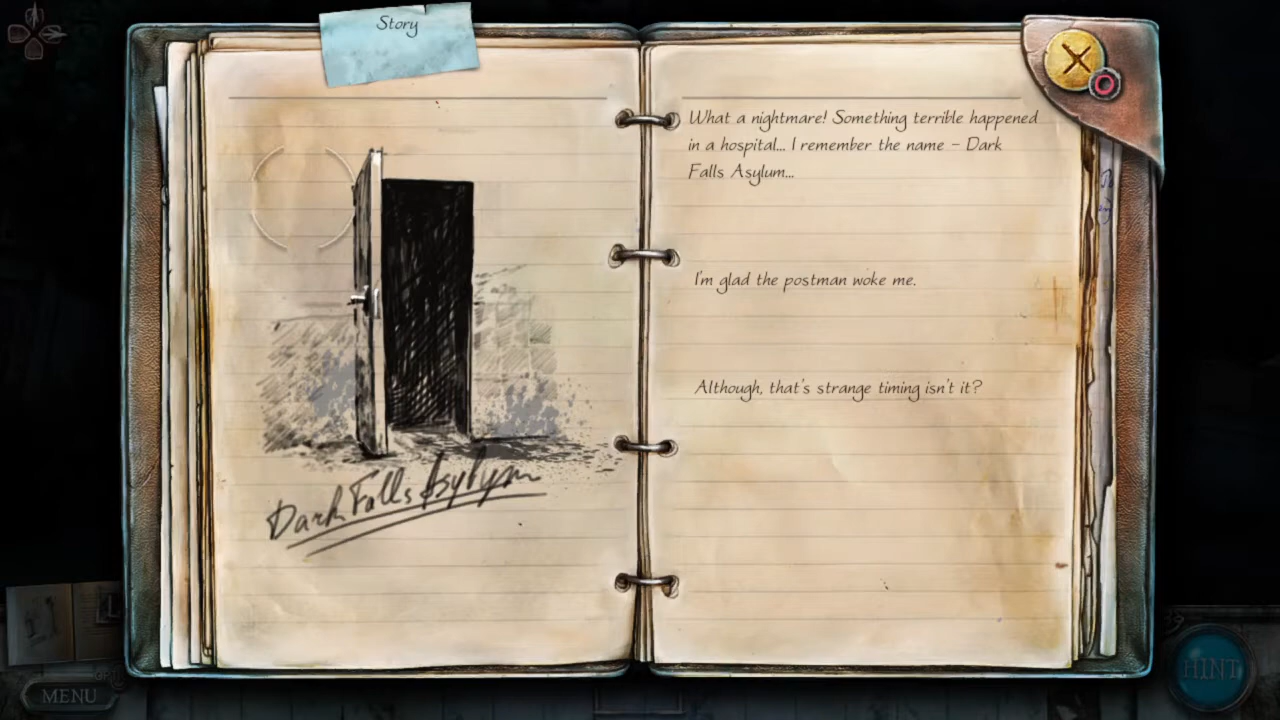 Story
What a nightmare! Something terrible happened
in a hospital... I remember the name - Dark
Falls Asylum...
I'm glad the postman woke me.
Although, that's strange timing isn't it?
Dark Falls Asylym
MENU
HINT